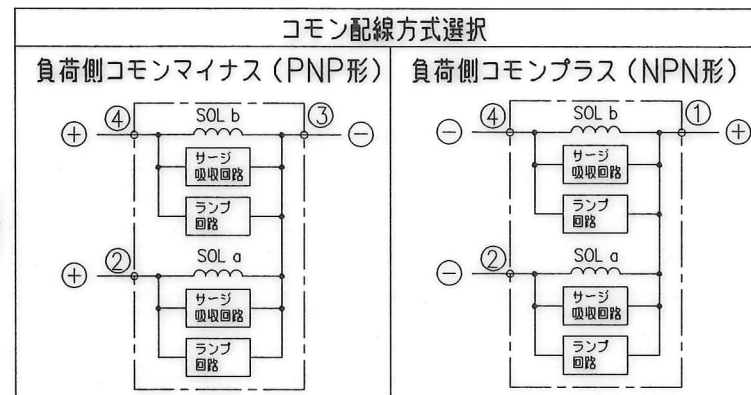 コモン配線方式選択
負荷側コモンマイナス(PNP形)
④
SOL b
③
⊕
⊖
サージ
吸収回路
ランプ
回路
②
SOL a
⊕
サージ
吸収回路
ランプ
回路
負荷側コモンプラス(NPN形)
④
SOL b
①
⊖
⊕
サージ
吸収回路
ランプ
回路
②
SOL a
⊖
サージ
吸収回路
ランプ
回路